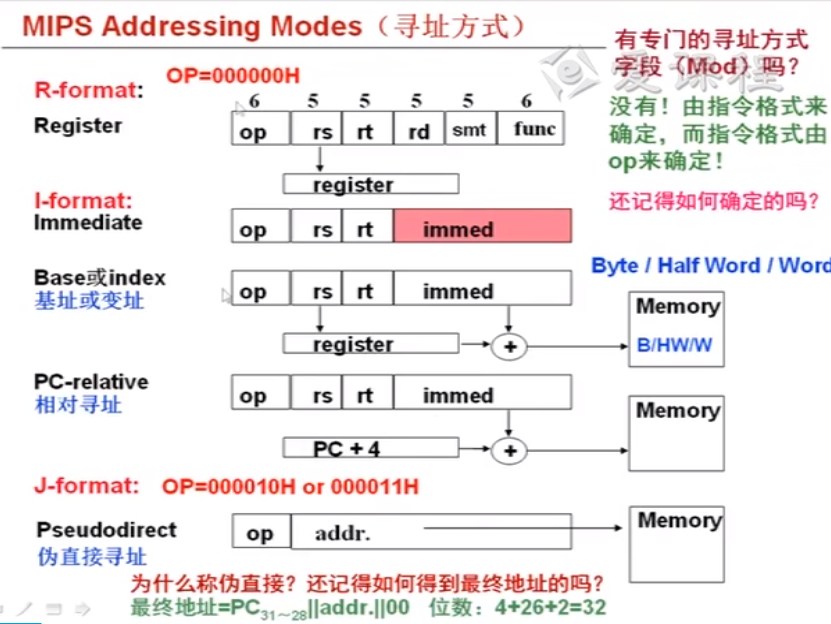 MIPS Addressing Modes（寻址方式）
有专门的寻址方式
字段（Mod）吗？
爱课程
没有！由指令格式来
确定，而指令格式由
op来确定！
还记得如何确定的吗？
R-format: OP=000000H
6 5 5 5 5 6
Register
op rs rt rd smt func
register
I-format:
Immediate
op rs rt immed
Base或index
基址或变址
op rs rt immed
register
+
Byte / Half Word / Word
Memory
B/HW/W
PC-relative
相对寻址
op rs rt immed
PC + 4
+
Memory
J-format: OP=000010H or 000011H
Pseudodirect
伪直接寻址
op addr.
Memory
为什么称伪直接？还记得如何得到最终地址的吗？
最终地址=PC31～28||addr.||00 位数：4+26+2=32